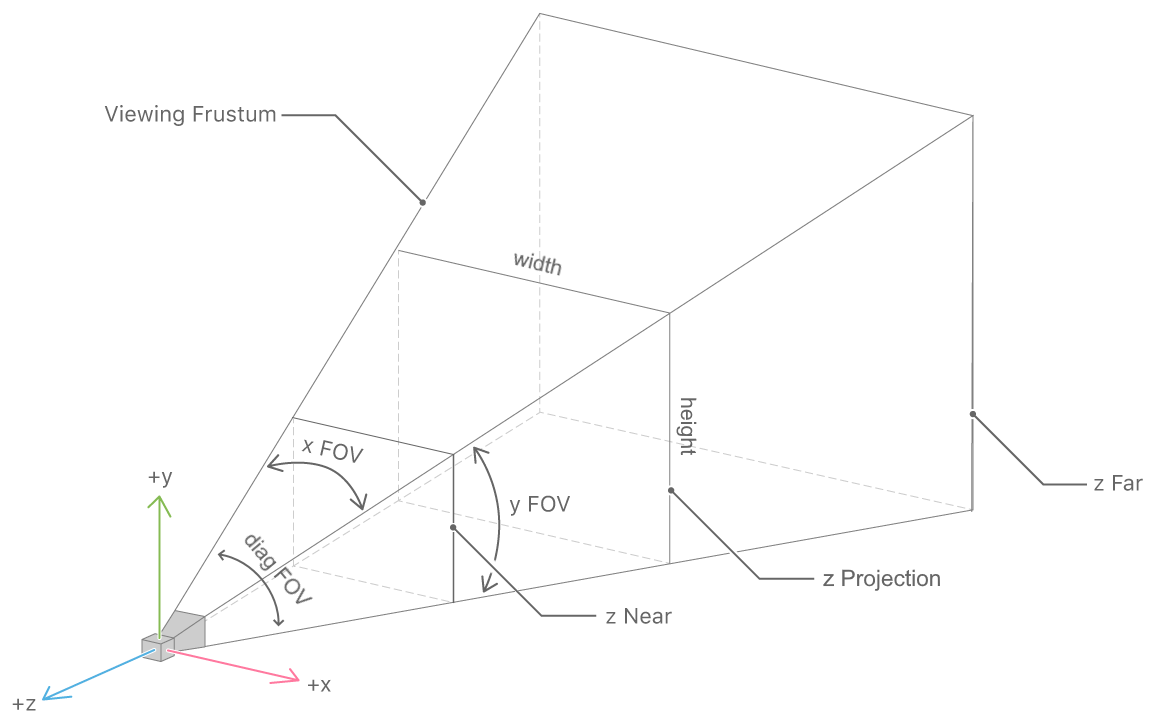 Viewing Frustum
width
height
x FOV
+y
z Far
y FOV
diag FOV
z Projection
z Near
+x
+z